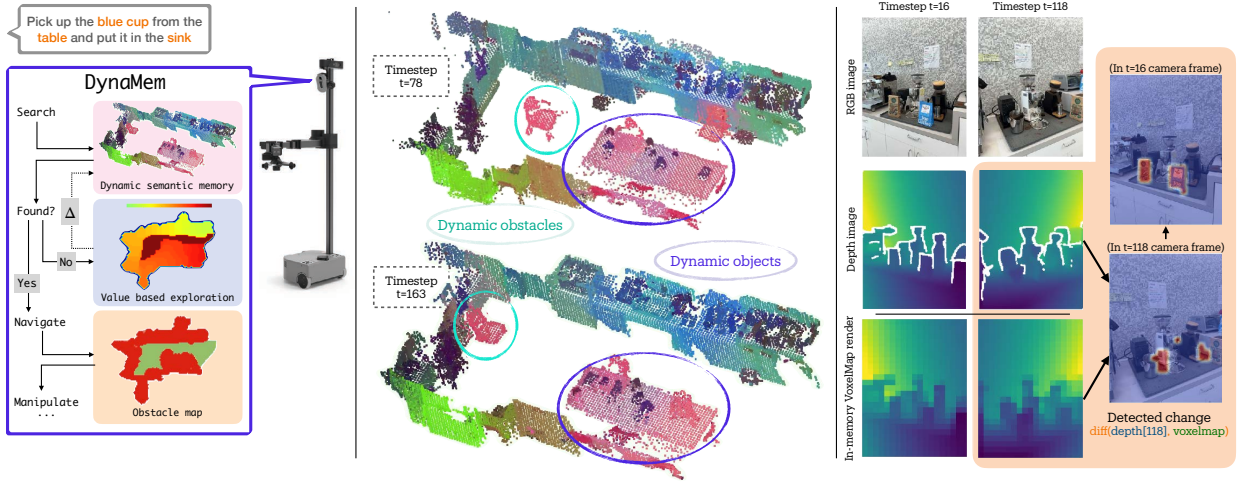 Pick up the blue cup from the
table and put it in the sink
DynaMem
Search
Dynamic semantic memory
Found?
Δ
No
Yes
Value based exploration
Navigate
Manipulate
...
Obstacle map
Timestep
t=78
Dynamic obstacles
Dynamic objects
Timestep
t=163
Timestep t=16
Timestep t=118
RGB image
Depth image
In-memory VoxelMap render
(In t=16 camera frame)
(In t=118 camera frame)
Detected change
diff(depth[118], voxelmap)